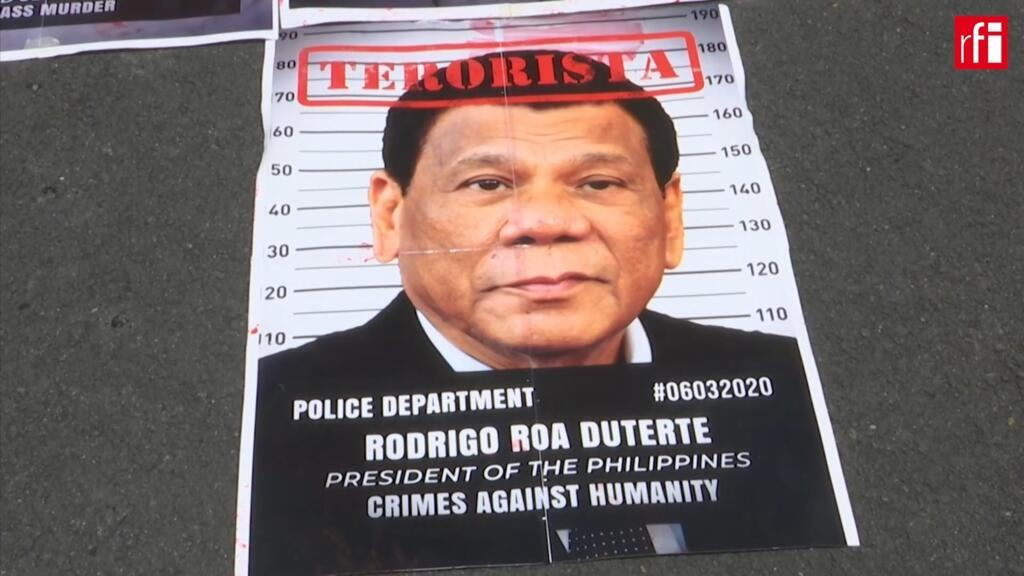 ASS MURDER
rfi
TERORISTA
90
80
70
60
50
40
30
20
10
190
180
170
160
150
140
130
120
110
POLICE DEPARTMENT
#06032020
RODRIGO ROA DUTERTE
PRESIDENT OF THE PHILIPPINES
CRIMES AGAINST HUMANITY